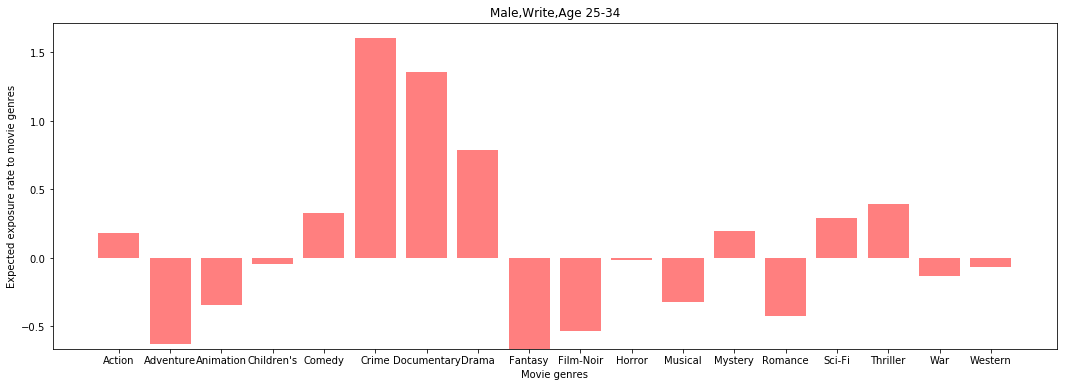 Male,Write,Age 25-34
Expected exposure rate to movie genres
1.5
1.0
0.5
0.0
−0.5
Action Adventure Animation Children's Comedy Crime Documentary Drama Fantasy Film-Noir Horror Musical Mystery Romance Sci-Fi Thriller War Western
Movie genres